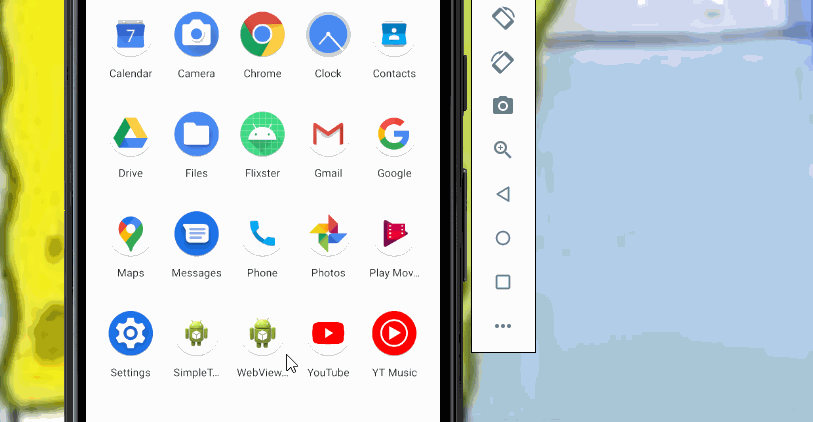 7
Calendar Camera Chrome Clock Contacts
Drive Files Flixster Gmail Google
Maps Messages Phone Photos Play Mov...
Settings SimpleT... WebView... YouTube YT Music